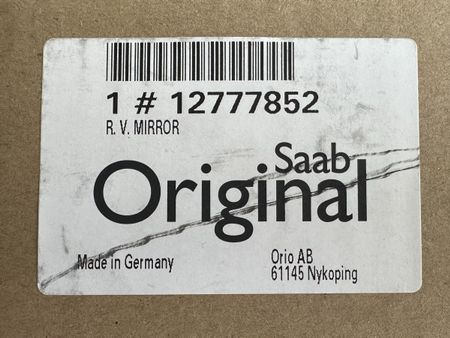 1 # 12777852
R. V. MIRROR
Saab
Original
Made in Germany
Orio AB
61145 Nykoping